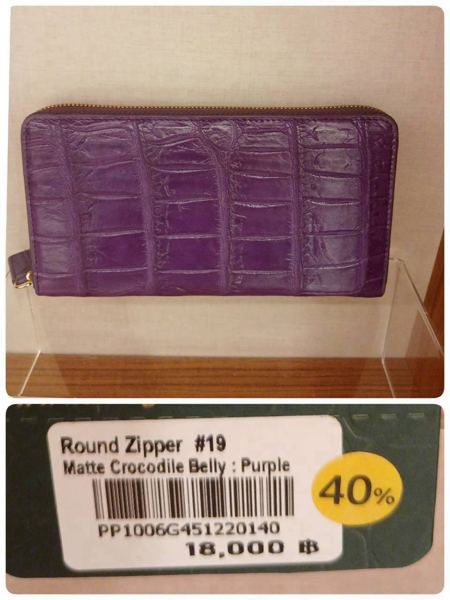 Round Zipper #19
Matte Crocodile Belly : Purple
PP1006G451220140
18,000 ฿
40%